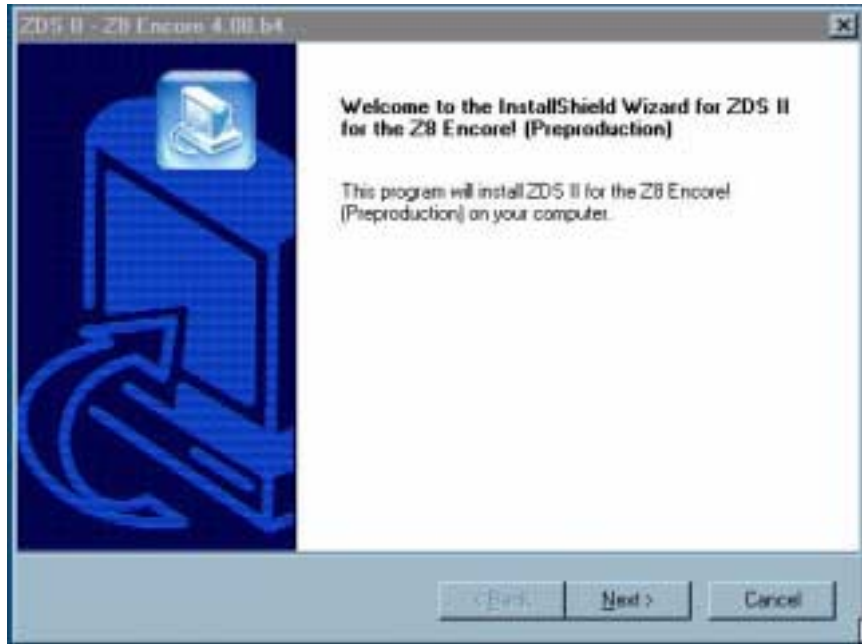 ZDS II - Z8 Encore 4.00.b4
Welcome to the InstallShield Wizard for ZDS II
for the Z8 Encore! (Preproduction)
This program will install ZDS II for the Z8 Encore!
(Preproduction) on your computer.
< Back
Next >
Cancel